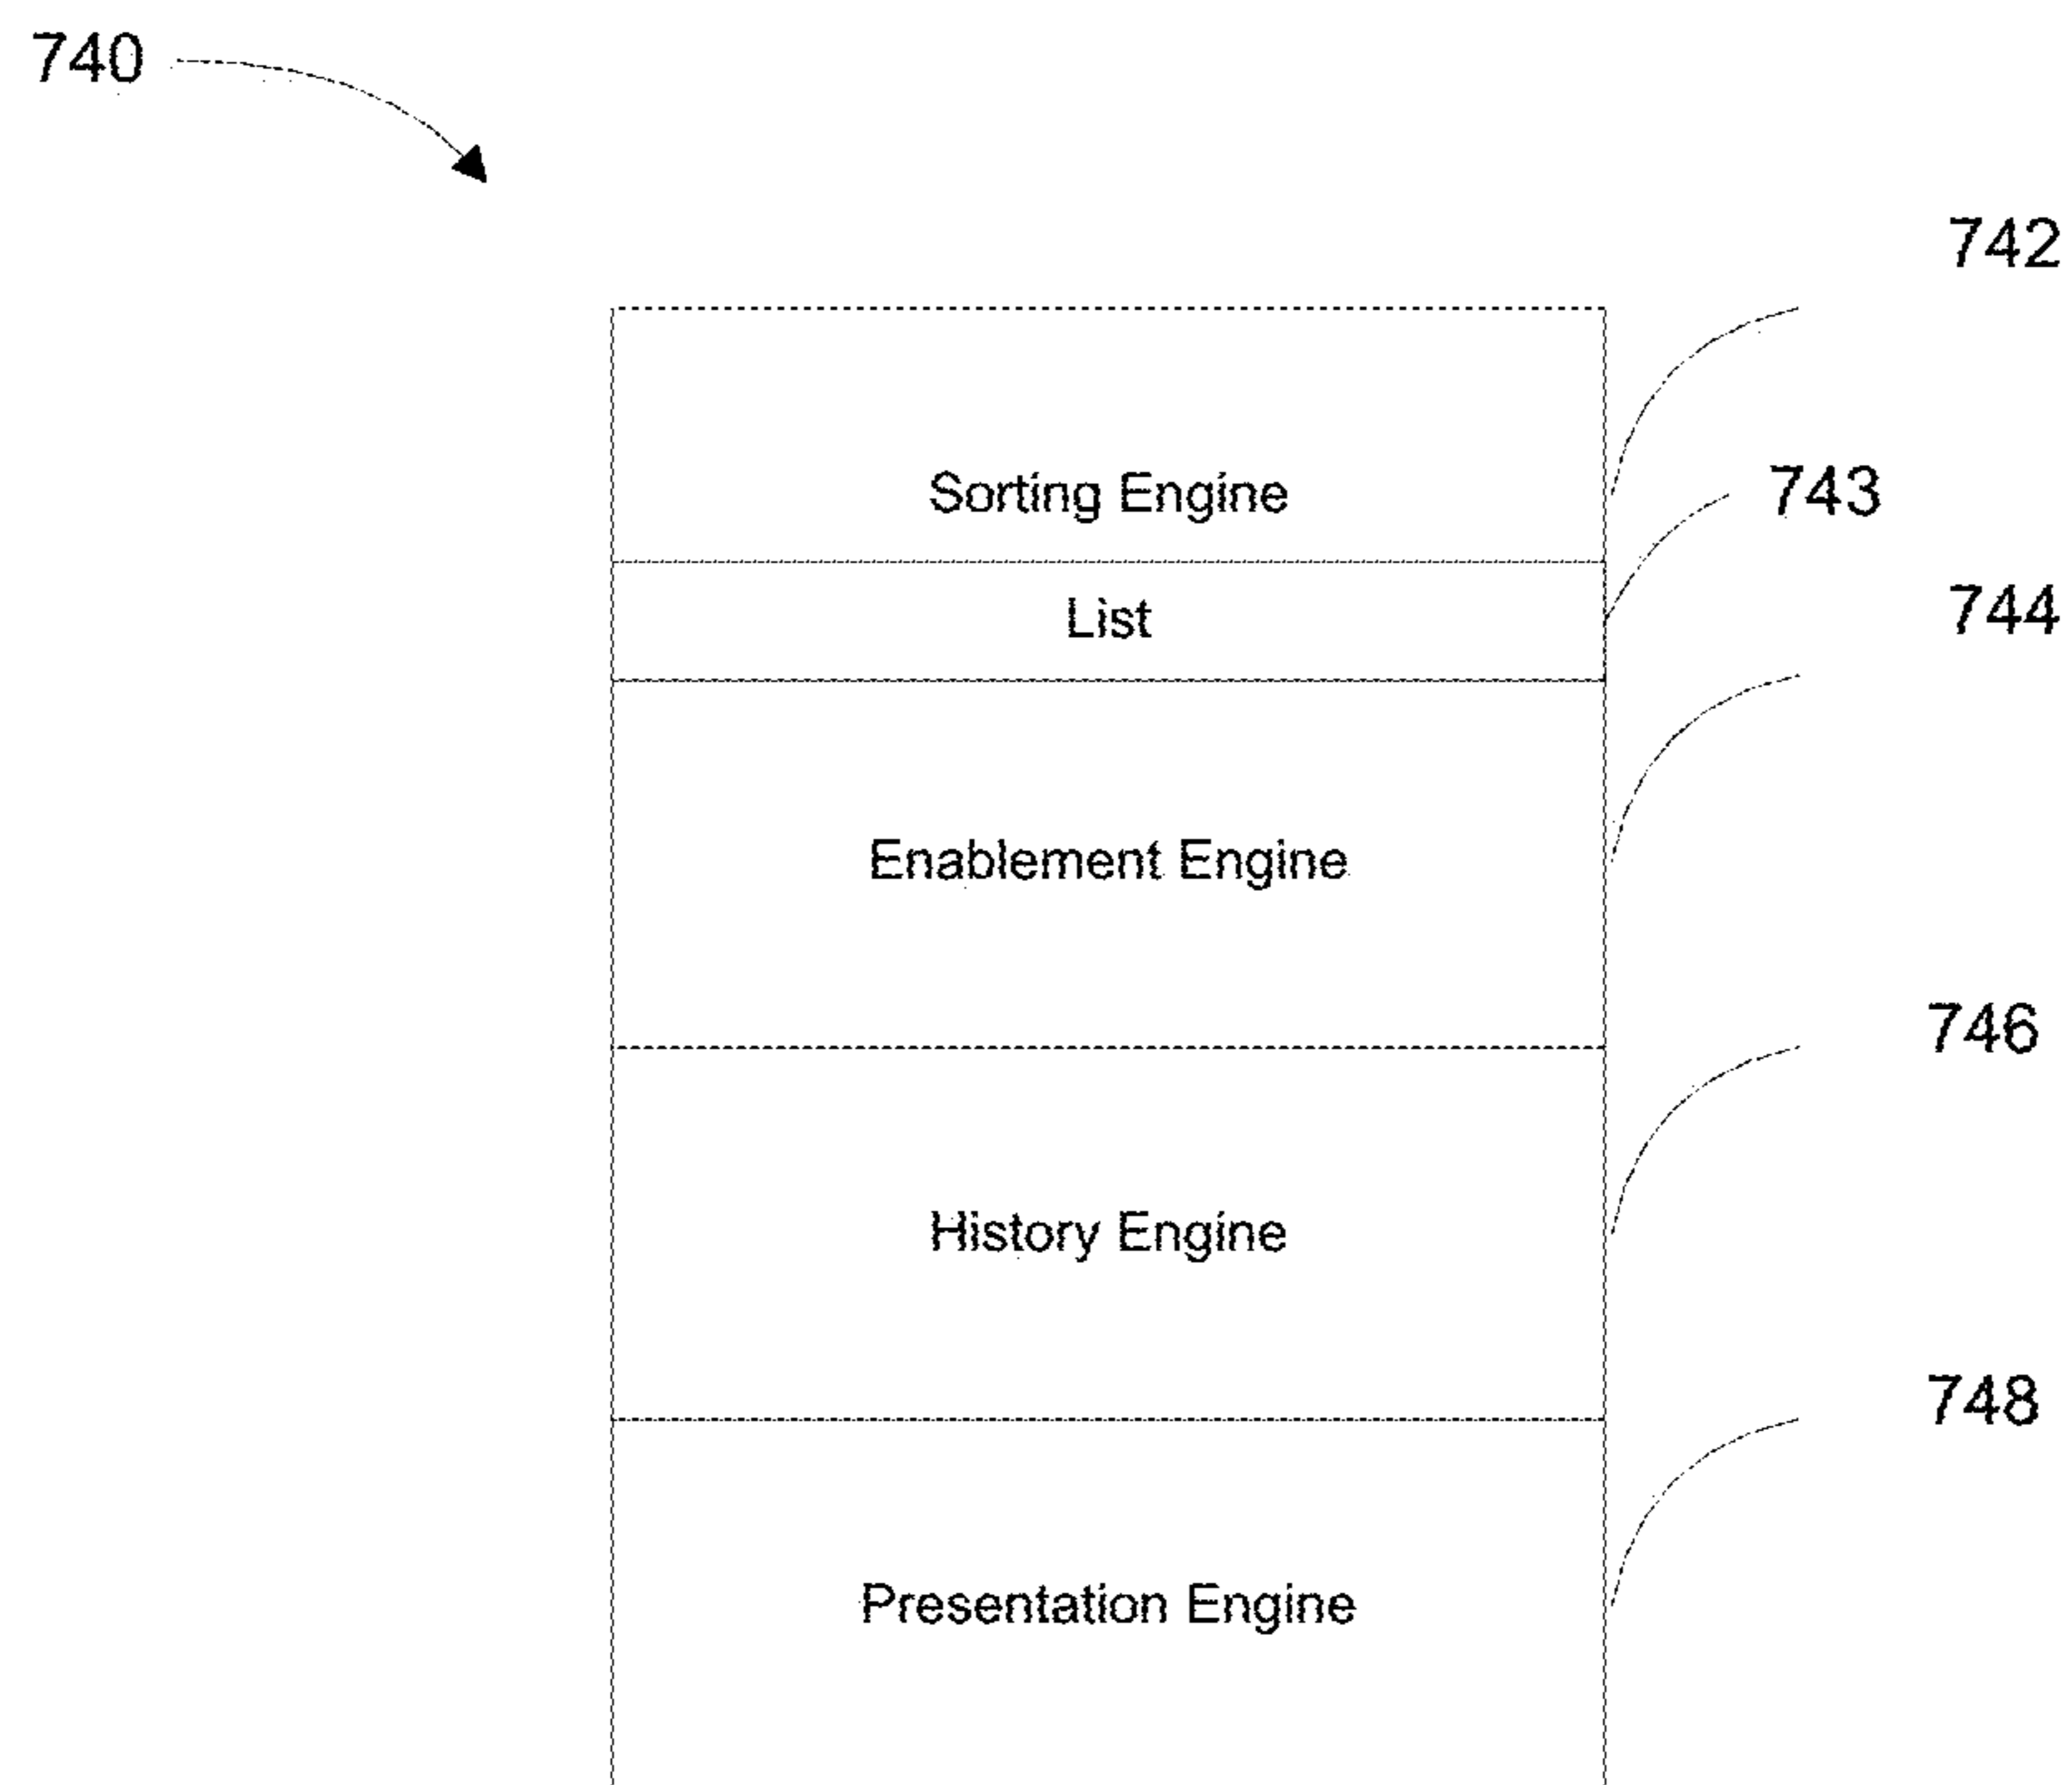 740
742
Sorting Engine
743
List
744
Enablement Engine
746
History Engine
748
Presentation Engine